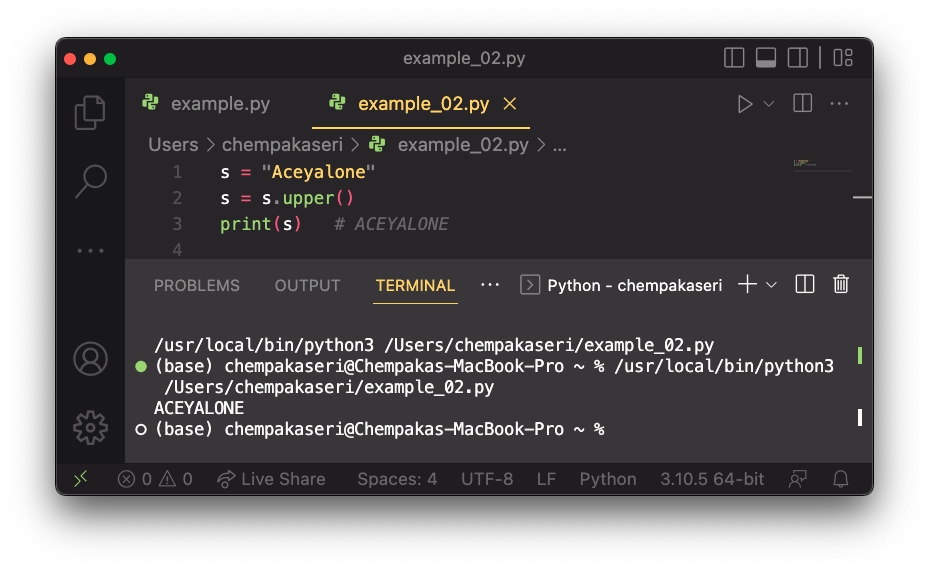 example_02.py
example.py example_02.py
Users > chempakaseri > example_02.py > ...
1 s = "Aceyalone"
2 s = s.upper()
3 print(s) # ACEYALONE
4
PROBLEMS OUTPUT TERMINAL ... Python - chempakaseri
/usr/local/bin/python3 /Users/chempakaseri/example_02.py
(base) chempakaseri@Chempakas-MacBook-Pro ~ % /usr/local/bin/python3
/Users/chempakaseri/example_02.py
ACEYALONE
(base) chempakaseri@Chempakas-MacBook-Pro ~ %
0 0 Live Share Spaces: 4 UTF-8 LF Python 3.10.5 64-bit